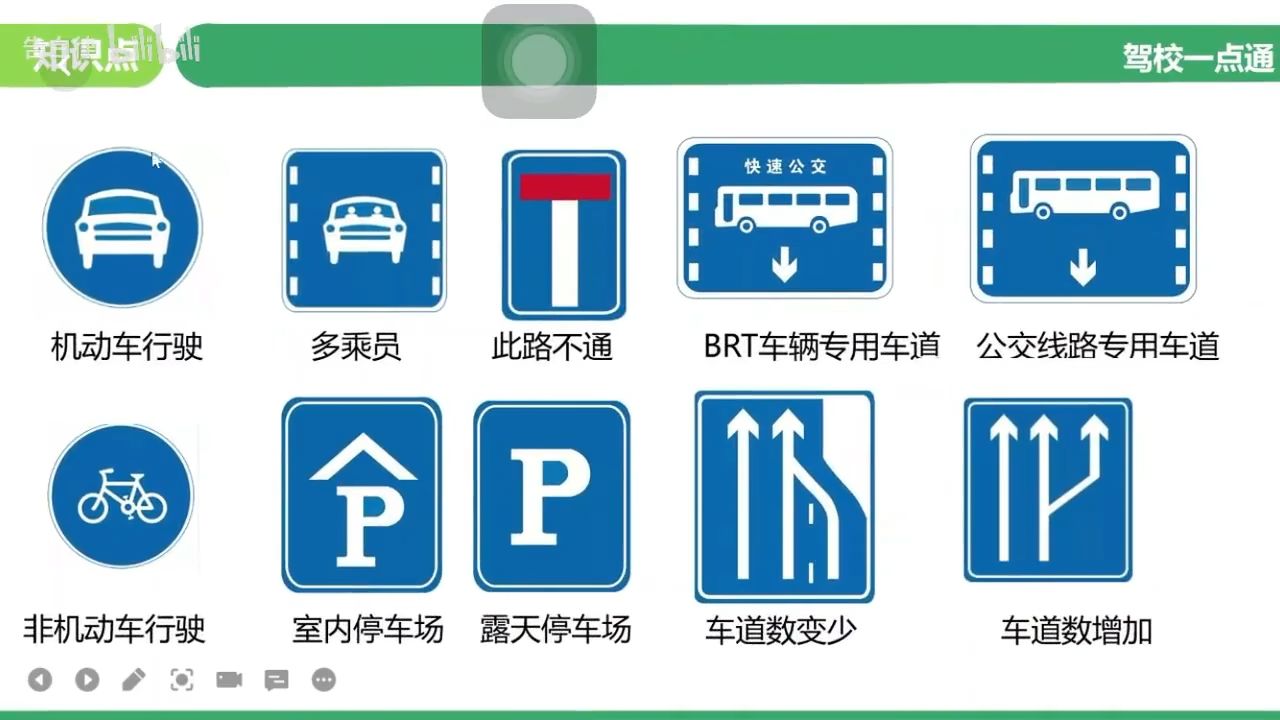 知识点
驾校一点通
快速公交
机动车行驶
多乘员
此路不通
BRT车辆专用车道
公交线路专用车道
P
P
非机动车行驶
室内停车场
露天停车场
车道数变少
车道数增加